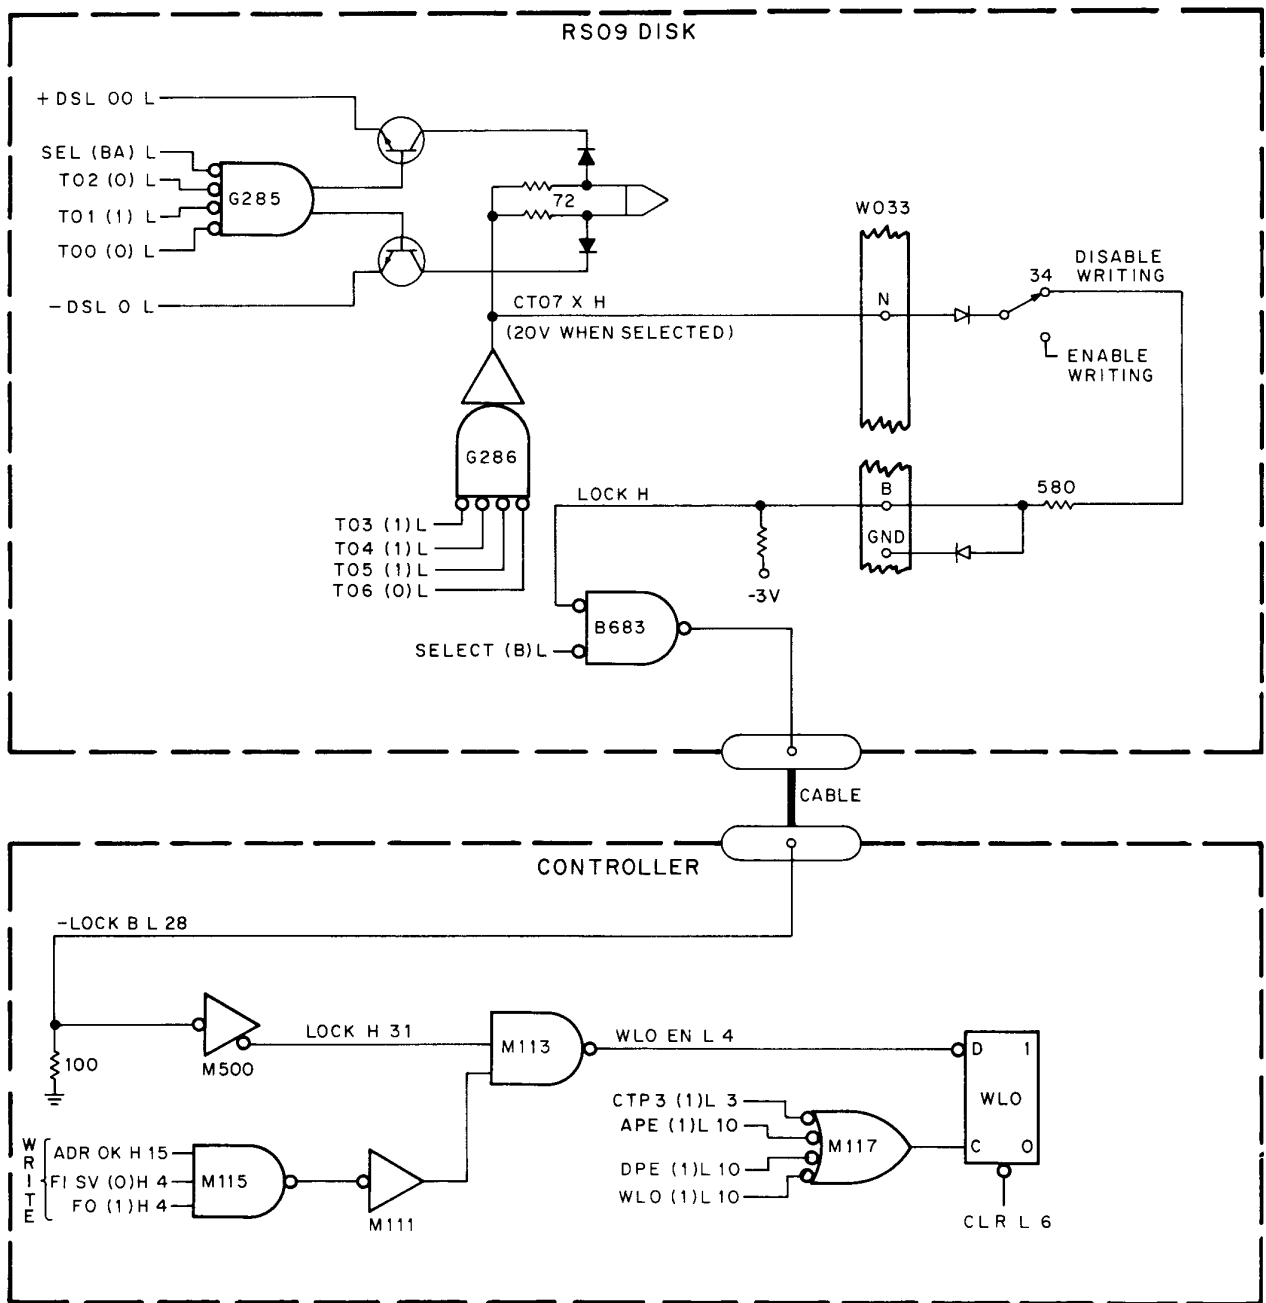 RS09 DISK
+DSL 00 L
SEL (BA) L
T02 (0) L
T01 (1) L
T00 (0) L
G285
-DSL 0 L
72
CT07 X H
(20V WHEN SELECTED)
W033
N
34
DISABLE
WRITING
ENABLE
WRITING
G286
T03 (1) L
T04 (1) L
T05 (1) L
T06 (0) L
LOCK H
B
580
GND
-3V
B683
SELECT (B) L
CABLE
CONTROLLER
-LOCK B L 28
100
M500
LOCK H 31
M113
WLO EN L 4
D 1
WLO
C 0
CTP3 (1) L 3
APE (1) L 10
DPE (1) L 10
WLO (1) L 10
M117
CLR L 6
WRITE
ADR OK H 15
F1 SV (0) H 4
F0 (1) H 4
M115
M111